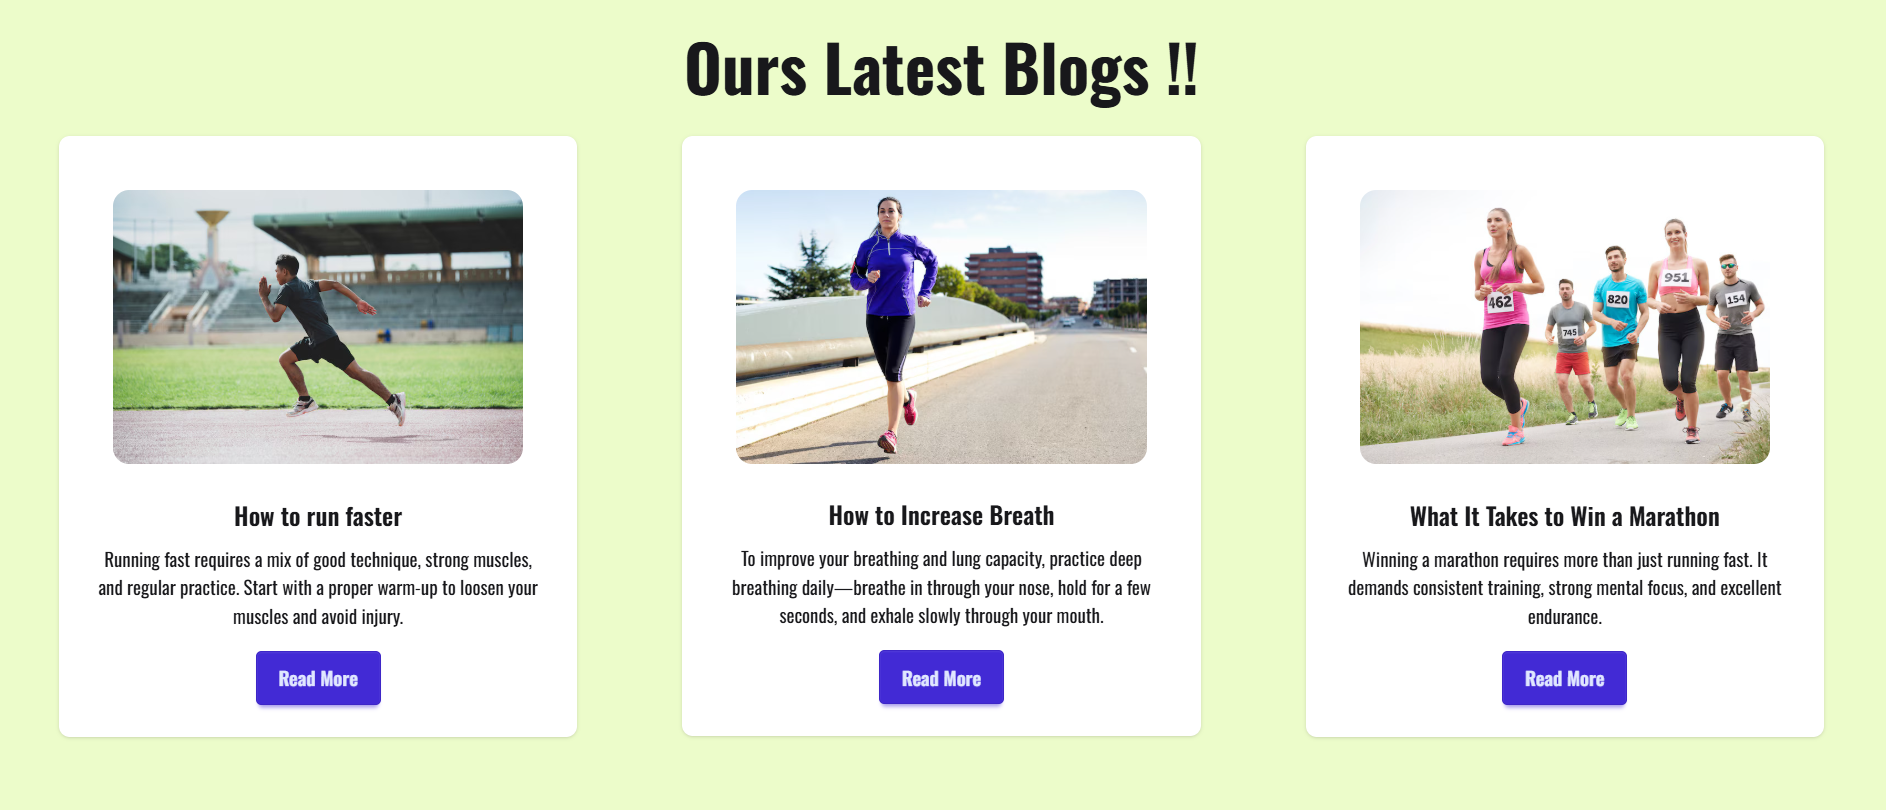 Ours Latest Blogs !!
462
745
820
951
154
How to run faster
Running fast requires a mix of good technique, strong muscles,
and regular practice. Start with a proper warm-up to loosen your
muscles and avoid injury.
Read More
How to Increase Breath
To improve your breathing and lung capacity, practice deep
breathing daily—breathe in through your nose, hold for a few
seconds, and exhale slowly through your mouth.
Read More
What It Takes to Win a Marathon
Winning a marathon requires more than just running fast. It
demands consistent training, strong mental focus, and excellent
endurance.
Read More